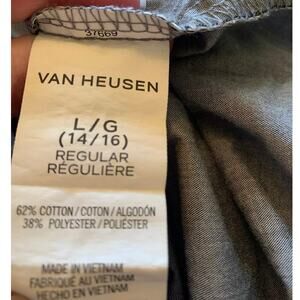 37669
VAN HEUSEN
L/G
(14/16)
REGULAR
RÉGULIÈRE
62% COTTON/COTON/ALGODÓN
38% POLYESTER/POLIÉSTER
MADE IN VIETNAM
FABRIQUÉ AU VIETNAM
HECHO EN VIETNAM